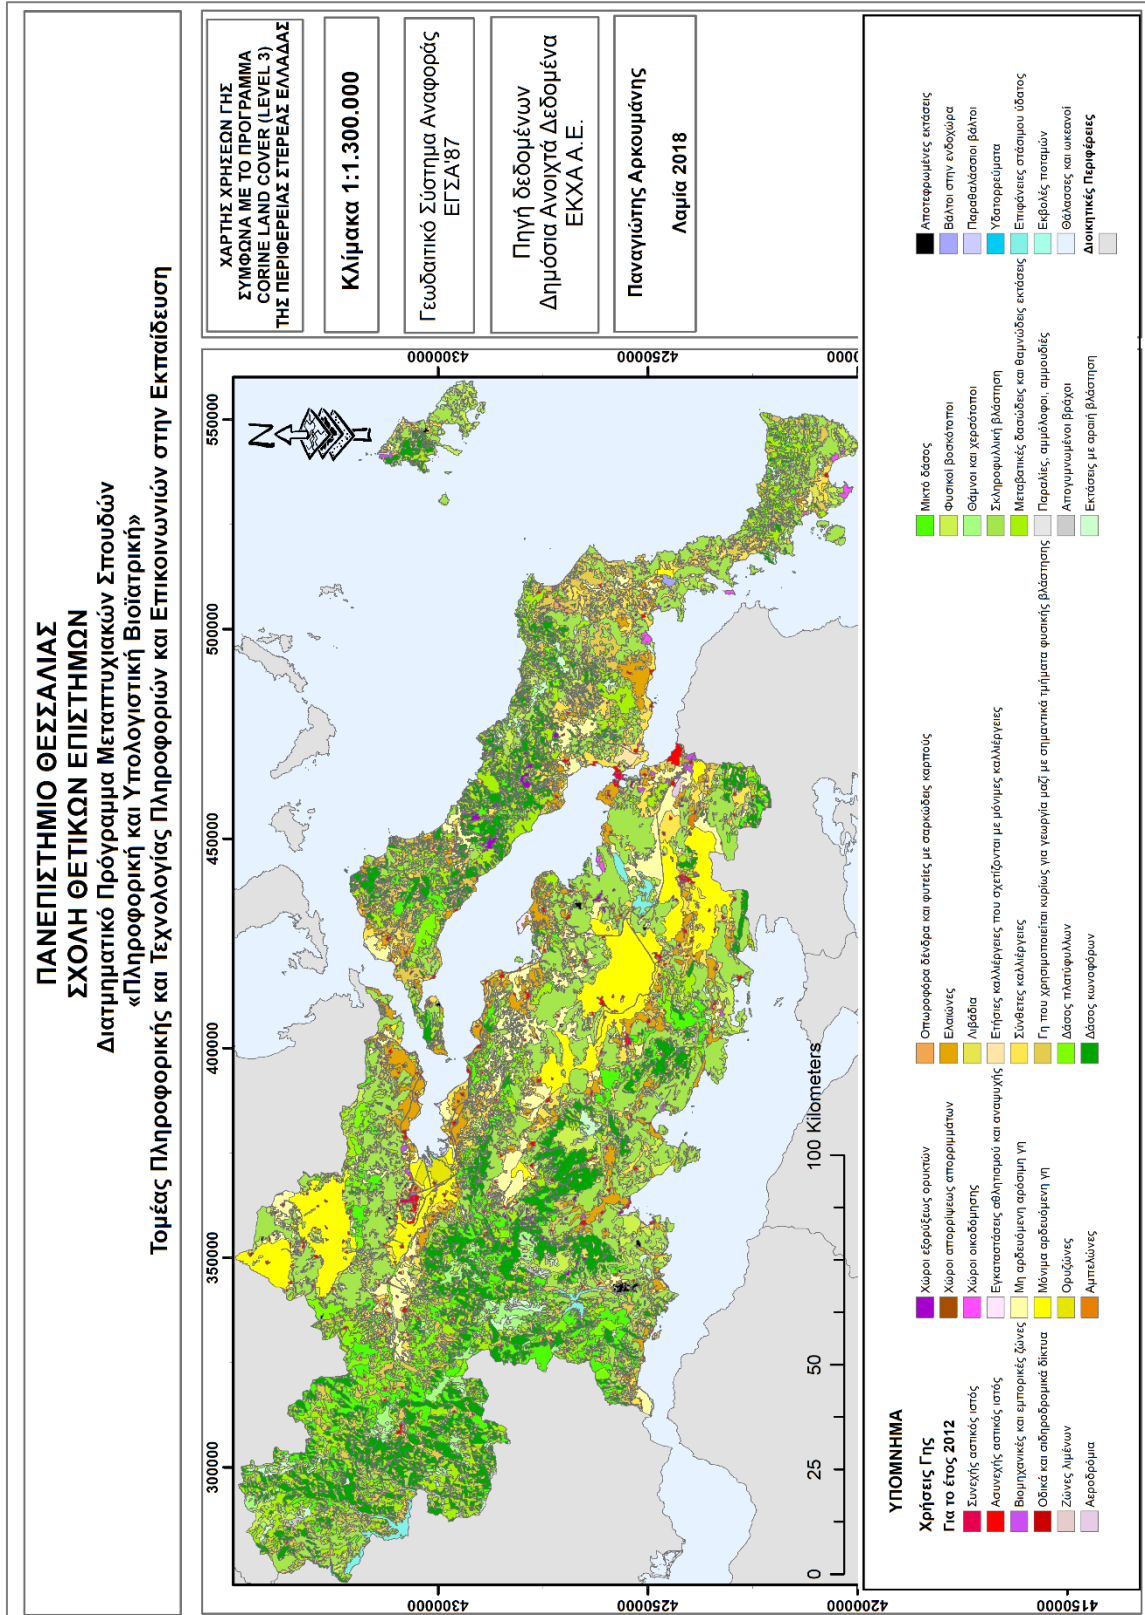 ΠΑΝΕΠΙΣΤΗΜΙΟ ΘΕΣΣΑΛΙΑΣ
ΣΧΟΛΗ ΘΕΤΙΚΩΝ ΕΠΙΣΤΗΜΩΝ
Διατμηματικό Πρόγραμμα Μεταπτυχιακών Σπουδών
«Πληροφορική και Υπολογιστική Βιοϊατρική»
Τομέας Πληροφορικής και Τεχνολογίας Πληροφοριών και Επικοινωνιών στην Εκπαίδευση
300000
350000
400000
450000
500000
550000
4300000
4250000
4200000
4150000
4300000
4250000
00000
N
0
25
50
100 Kilometers
ΧΑΡΤΗΣ ΧΡΗΣΕΩΝ ΓΗΣ
ΣΥΜΦΩΝΑ ΜΕ ΤΟ ΠΡΟΓΡΑΜΜΑ
CORINE LAND COVER (LEVEL 3)
ΤΗΣ ΠΕΡΙΦΕΡΕΙΑΣ ΣΤΕΡΕΑΣ ΕΛΛΑΔΑΣ
Κλίμακα 1:1.300.000
Γεωδαιτικό Σύστημα Αναφοράς
ΕΓΣΑ'87
Πηγή δεδομένων
Δημόσια Ανοιχτά Δεδομένα
ΕΚΧΑ Α.Ε.
Παναγιώτης Αρκουμάνης
Λαμία 2018
ΥΠΟΜΝΗΜΑ
Χρήσεις Γης
Για το έτος 2012
Συνεχής αστικός ιστός
Ασυνεχής αστικός ιστός
Βιομηχανικές και εμπορικές ζώνες
Οδικά και σιδηροδρομικά δίκτυα
Ζώνες λιμένων
Αεροδρόμια
Χώροι εξορύξεως ορυκτών
Χώροι απορρίψεως απορριμμάτων
Χώροι οικοδόμησης
Εγκαταστάσεις αθλητισμού και αναψυχής
Μη αρδευόμενη αρόσιμη γη
Μόνιμα αρδευόμενη γη
Ορυζώνες
Αμπελώνες
Οπωροφόρα δένδρα και φυτείες με σαρκώδεις καρπούς
Ελαιώνες
Λιβάδια
Ετήσιες καλλιέργειες που σχετίζονται με μόνιμες καλλιέργειες
Σύνθετες καλλιέργειες
Γη που χρησιμοποιείται κυρίως για γεωργία μαζί με σημαντικά τμήματα φυσικής βλάστησης
Δάσος πλατύφυλλων
Δάσος κωνοφόρων
Μικτό δάσος
Φυσικοί βοσκότοποι
Θάμνοι και χερσότοποι
Σκληροφυλλική βλάστηση
Μεταβατικές δασώδεις και θαμνώδεις εκτάσεις
Παραλίες, αμμόλοφοι, αμμουδιές
Απογυμνωμένοι βράχοι
Εκτάσεις με αραιή βλάστηση
Αποτεφρωμένες εκτάσεις
Βάλτοι στην ενδοχώρα
Παραθαλάσσιοι βάλτοι
Υδατορρεύματα
Επιφάνειες στάσιμου ύδατος
Εκβολές ποταμών
Θάλασσες και ωκεανοί
Διοικητικές Περιφέρειες